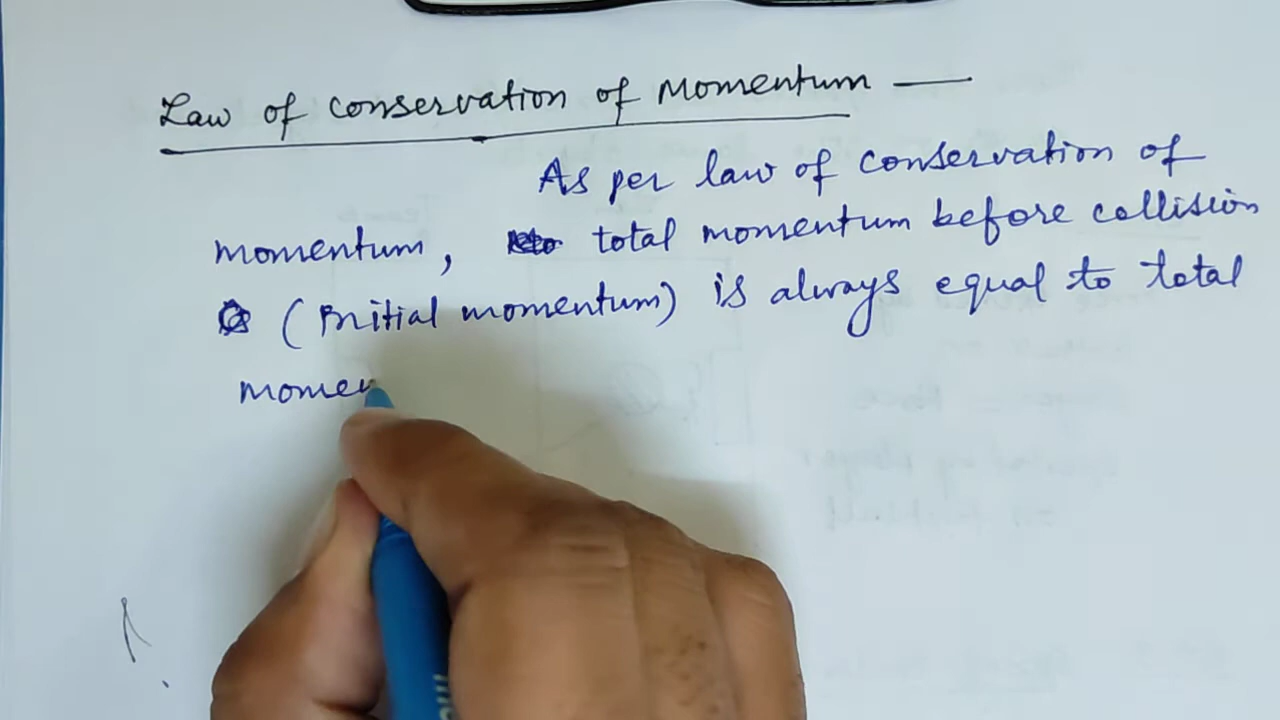 Law of conservation of Momentum —
As per law of conservation of
momentum, total momentum before collision
(Initial momentum) is always equal to total
momen